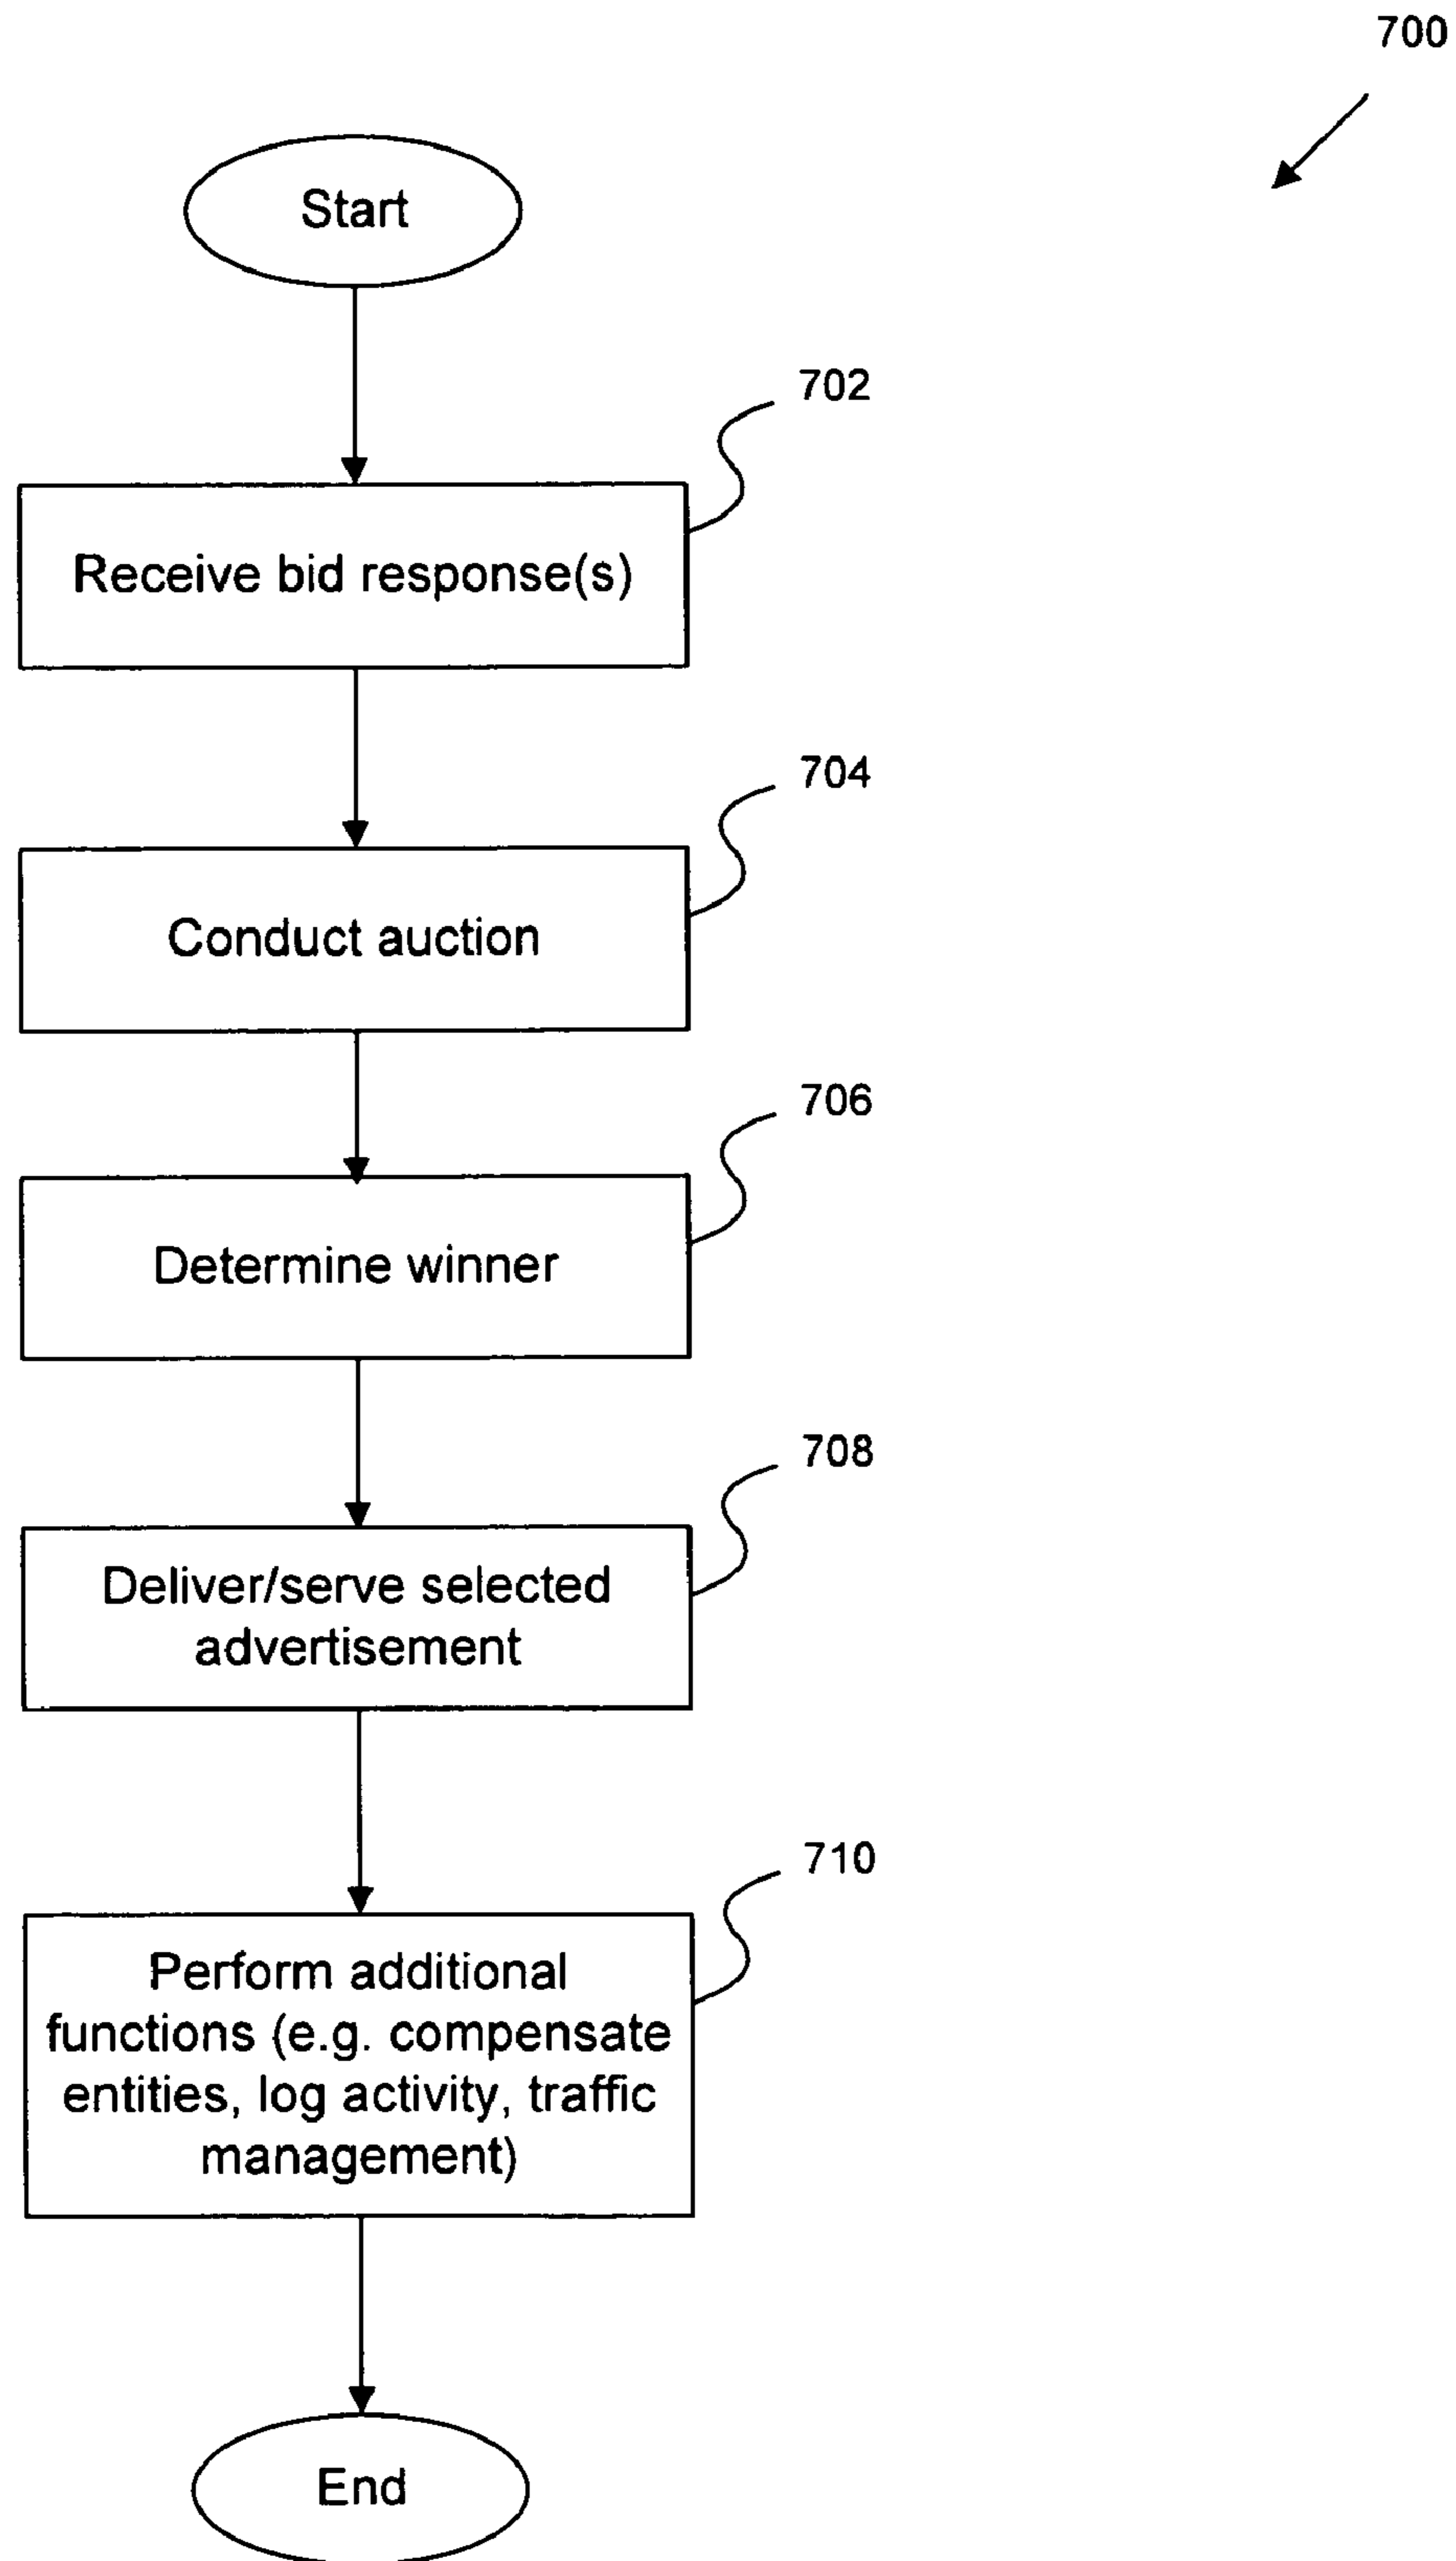 700
Start
702
Receive bid response(s)
704
Conduct auction
706
Determine winner
708
Deliver/serve selected
advertisement
710
Perform additional
functions (e.g. compensate
entities, log activity, traffic
management)
End